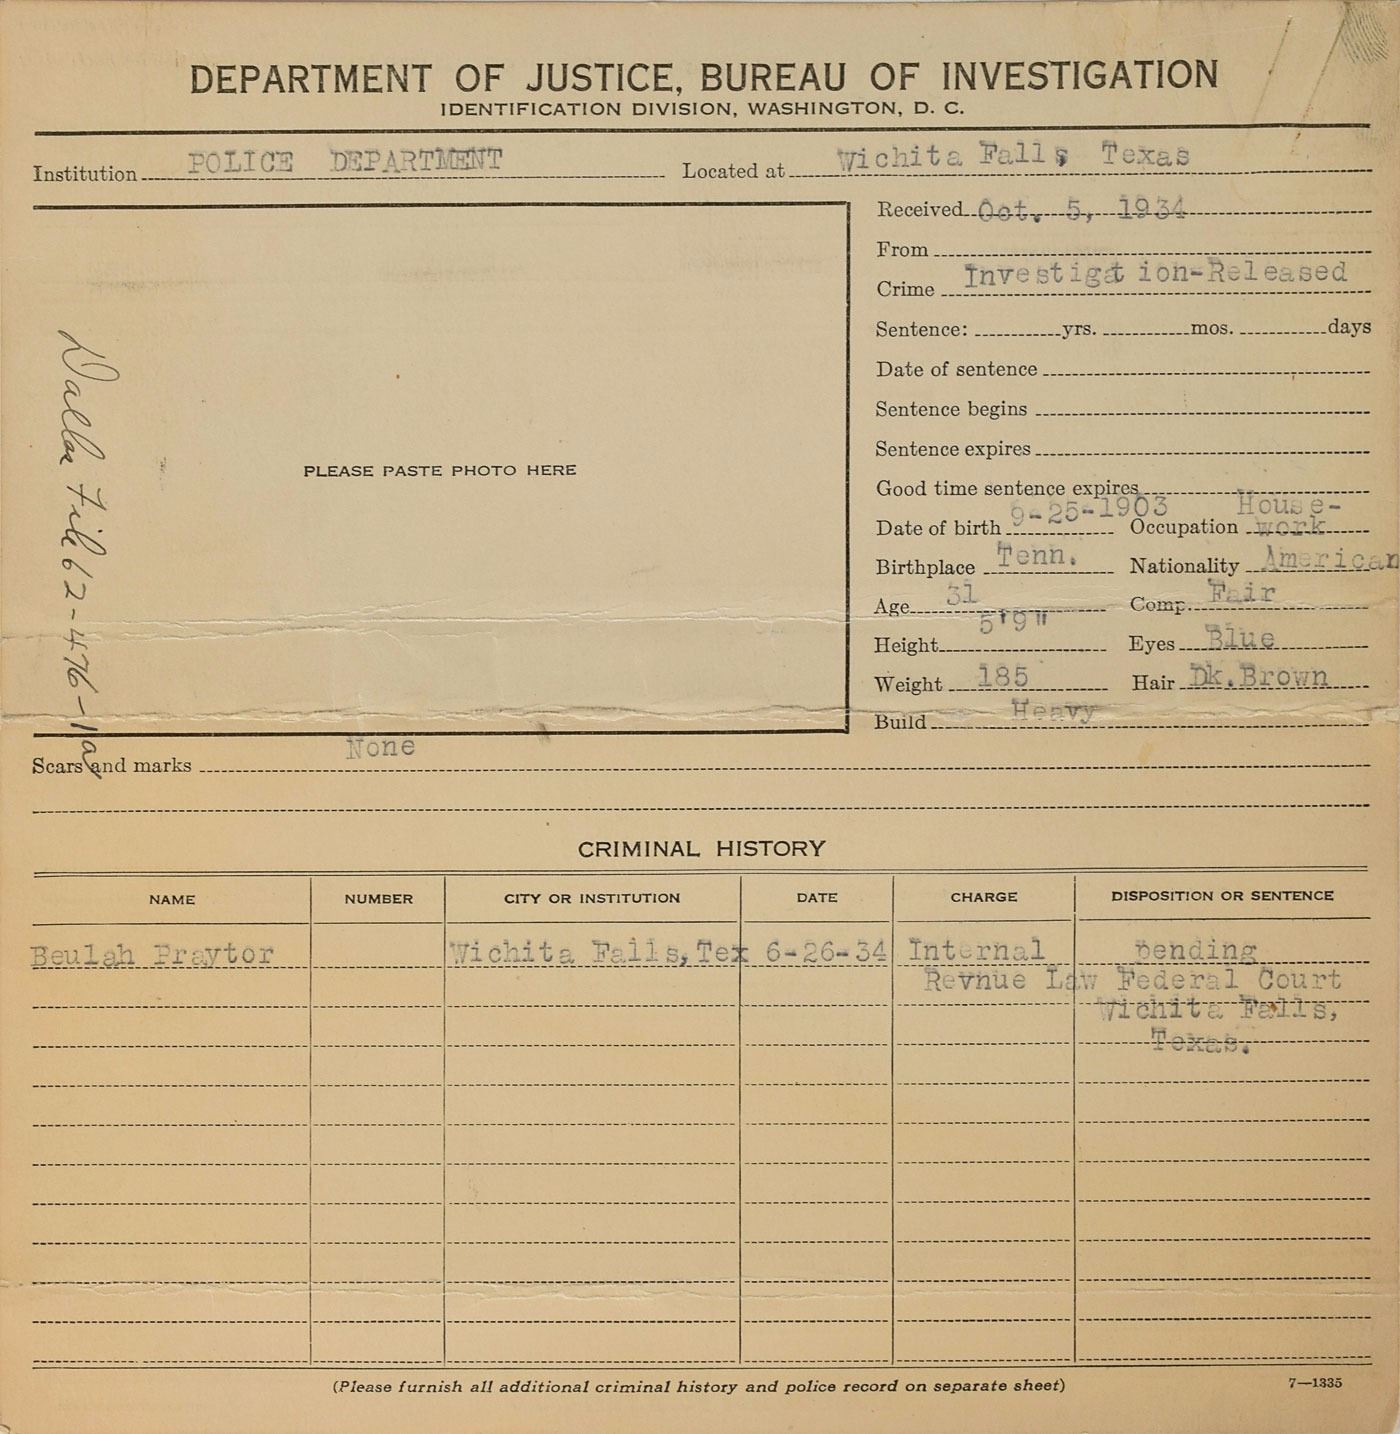 DEPARTMENT OF JUSTICE, BUREAU OF INVESTIGATION
IDENTIFICATION DIVISION, WASHINGTON, D. C.
Institution POLICE DEPARTMENT Located at Wichita Falls Texas
Received Oct. 5, 1934
From
Crime Investigation-Released
Sentence: yrs. mos. days
Date of sentence
Sentence begins
Sentence expires
Good time sentence expires
Date of birth 9-25-1903 Occupation House-
work
Birthplace Tenn. Nationality American
Age 31 Comp. Fair
Height 5'9" Eyes Blue
Weight 185 Hair Dk.Brown
Build Heavy
PLEASE PASTE PHOTO HERE
Dallas File 62-476-1a
Scars and marks None
CRIMINAL HISTORY
NAME NUMBER CITY OR INSTITUTION DATE CHARGE DISPOSITION OR SENTENCE
Beulah Praytor Wichita Falls, Tex 6-26-34 Internal pending
Revnue Law Federal Court
Wichita Falls,
Texas.
(Please furnish all additional criminal history and police record on separate sheet)
7—1335